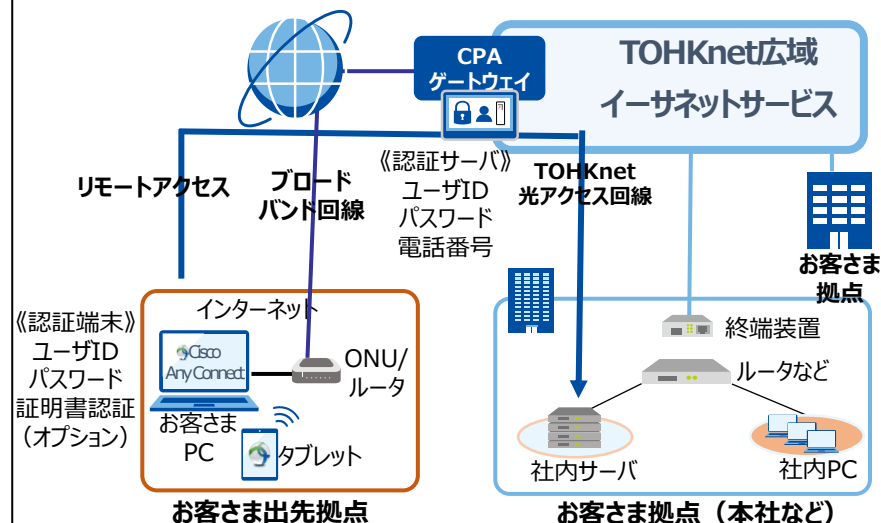 CPA
ゲートウェイ
TOHKnet広域
イーサネットサービス
リモートアクセス
ブロード
バンド回線
《認証サーバ》
ユーザID
パスワード
電話番号
TOHKnet
光アクセス回線
お客さま
拠点
《認証端末》
ユーザID
パスワード
証明書認証
（オプション）
インターネット
Cisco
AnyConnect
ONU/
ルータ
お客さま
PC
タブレット
お客さま出先拠点
終端装置
ルータなど
社内サーバ
社内PC
お客さま拠点（本社など）